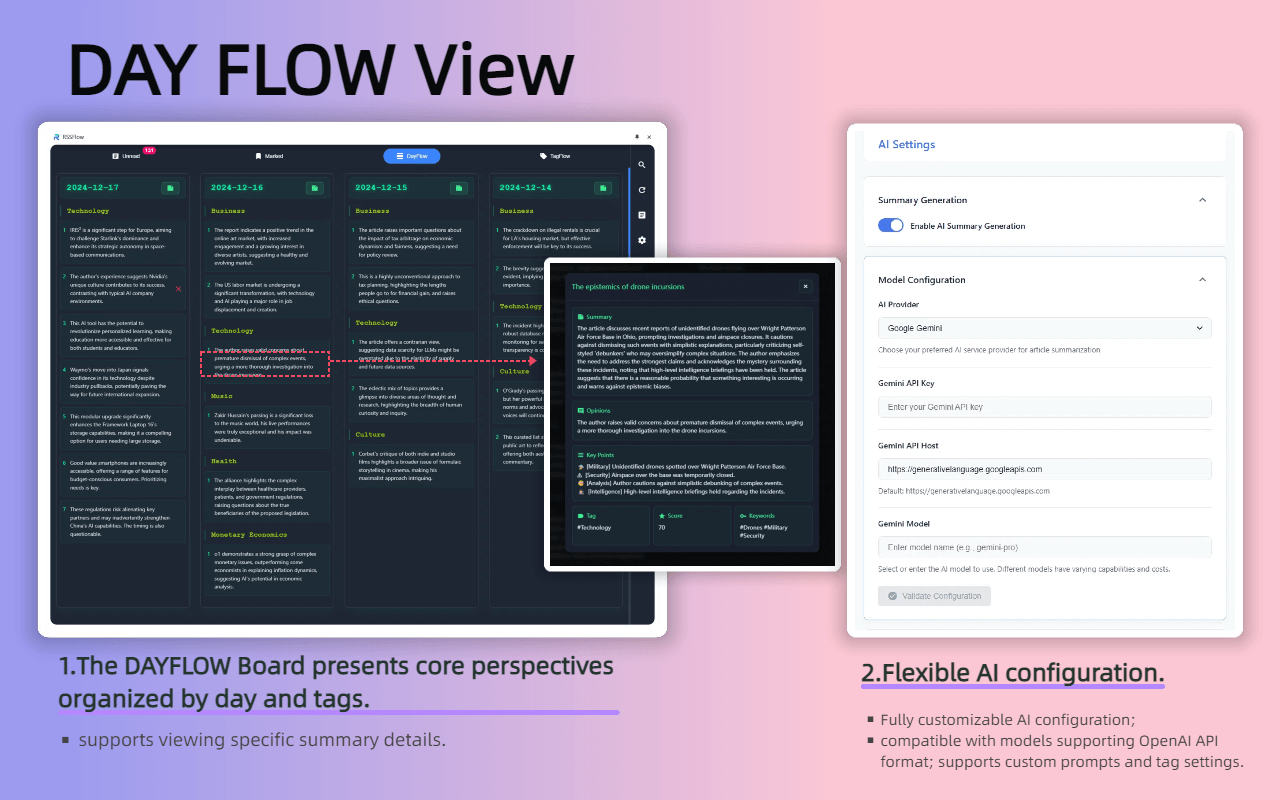 DAY FLOW View
RSSFlow
Unread
131
Marked
DayFlow
TagFlow
2024-12-17
Technology
1 IRIS² is a significant step for Europe, aiming
to challenge Starlink's dominance and
enhance its strategic autonomy in space-
based communications.
2 The author's experience suggests Nvidia's
unique culture contributes to its success,
contrasting with typical AI company
environments.
3 This AI tool has the potential to
revolutionize personalized learning, making
education more accessible and effective for
both students and educators.
4 Waymo's move into Japan signals
confidence in its technology despite
industry pullbacks, potentially paving the
way for future international expansion.
5 This modular upgrade significantly
enhances the Framework Laptop 16's
storage capabilities, making it a compelling
option for users needing large storage.
6 Good value smartphones are increasingly
accessible, offering a range of features for
budget-conscious consumers. Prioritizing
needs is key.
7 These regulations risk alienating key
partners and may inadvertently strengthen
China's AI capabilities. The timing is also
questionable.
2024-12-16
Business
1 The report indicates a positive trend in the
online art market, with increased
engagement and a growing interest in
diverse artists, suggesting a healthy and
evolving market.
2 The US labor market is undergoing a
significant transformation, with technology
and AI playing a major role in job
displacement and creation.
Technology
1 The author raises valid concerns about
premature dismissal of complex events,
urging a more thorough investigation into
the drone incursions.
Music
1 Zakir Hussain's passing is a significant loss
to the music world, his live performances
were truly exceptional and his impact was
undeniable.
Health
1 The alliance highlights the complex
interplay between healthcare providers,
patients, and government regulations,
raising questions about the true
beneficiaries of the proposed legislation.
Monetary Economics
1 o1 demonstrates a strong grasp of complex
monetary issues, outperforming some
economists in explaining inflation dynamics,
suggesting AI's potential in economic
analysis.
2024-12-15
Business
1 The article raises important questions about
the impact of tax arbitrage on economic
dynamism and fairness, suggesting a need
for policy review.
2 This is a highly unconventional approach to
tax planning, highlighting the lengths
people go to for financial gain, and raises
ethical questions.
Technology
1 The article offers a contrarian view,
suggesting data scarcity for LLMs might be
overstated due to the elasticity of supply
and future data sources.
2 The eclectic mix of topics provides a
glimpse into diverse areas of thought and
research, highlighting the breadth of human
curiosity and inquiry.
Culture
1 Corbet's critique of both indie and studio
films highlights a broader issue of formulaic
storytelling in cinema, making his
maximalist approach intriguing.
2024-12-14
Business
1 The crackdown on illegal rentals is crucial
for LA's housing market, but effective
enforcement will be key to its success.
2 The brevity sugg
evident, implying
importance.
Technology
1 The incident high
robust database r
monitoring for se
transparency is c
Culture
1 O'Grady's passing
but her powerful
norms and advoc
voices will contin
2 This curated list
public art to refle
offering both aes
commentary.
The epistemics of drone incursions
Summary
The article discusses recent reports of unidentified drones flying over Wright Patterson
Air Force Base in Ohio, prompting investigations and airspace closures. It cautions
against dismissing such events with simplistic explanations, particularly criticizing self-
styled 'debunkers' who may oversimplify complex situations. The author emphasizes
the need to address the strongest claims and acknowledges the mystery surrounding
these incidents, noting that high-level intelligence briefings have been held. The article
suggests that there is a reasonable probability that something interesting is occurring
and warns against epistemic biases.
Opinions
The author raises valid concerns about premature dismissal of complex events, urging
a more thorough investigation into the drone incursions.
Key Points
[Military] Unidentified drones spotted over Wright Patterson Air Force Base.
[Security] Airspace over the base was temporarily closed.
[Analysis] Author cautions against simplistic debunking of complex events.
[Intelligence] High-level intelligence briefings held regarding the incidents.
Tag
#Technology
Score
70
Keywords
#Drones #Military
#Security
AI Settings
Summary Generation
Enable AI Summary Generation
Model Configuration
AI Provider
Google Gemini
Choose your preferred AI service provider for article summarization
Gemini API Key
Enter your Gemini API key
Gemini API Host
https://generativelanguage.googleapis.com
Default: https://generativelanguage.googleapis.com
Gemini Model
Enter model name (e.g., gemini-pro)
Select or enter the AI model to use. Different models have varying capabilities and costs.
Validate Configuration
1.The DAYFLOW Board presents core perspectives
organized by day and tags.
▪ supports viewing specific summary details.
2.Flexible AI configuration.
▪ Fully customizable AI configuration;
▪ compatible with models supporting OpenAI API
format; supports custom prompts and tag settings.